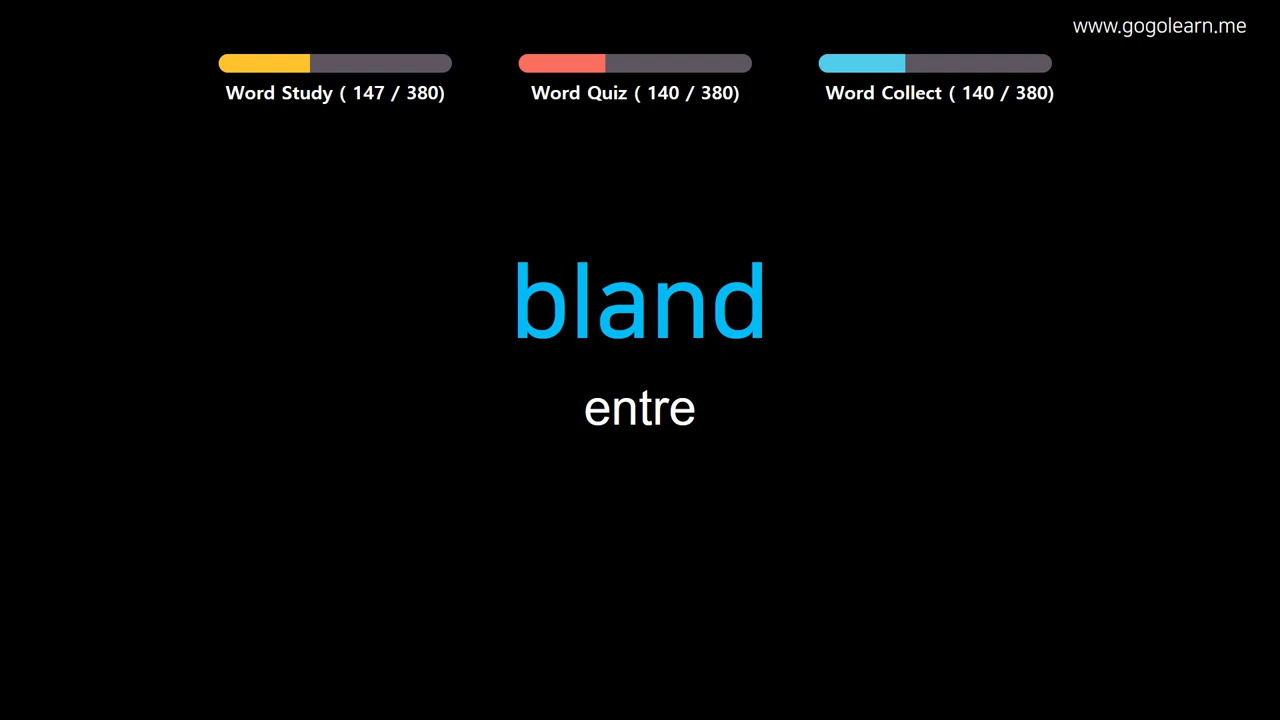 www.gogolearn.me
Word Study ( 147 / 380)
Word Quiz ( 140 / 380)
Word Collect ( 140 / 380)
bland
entre